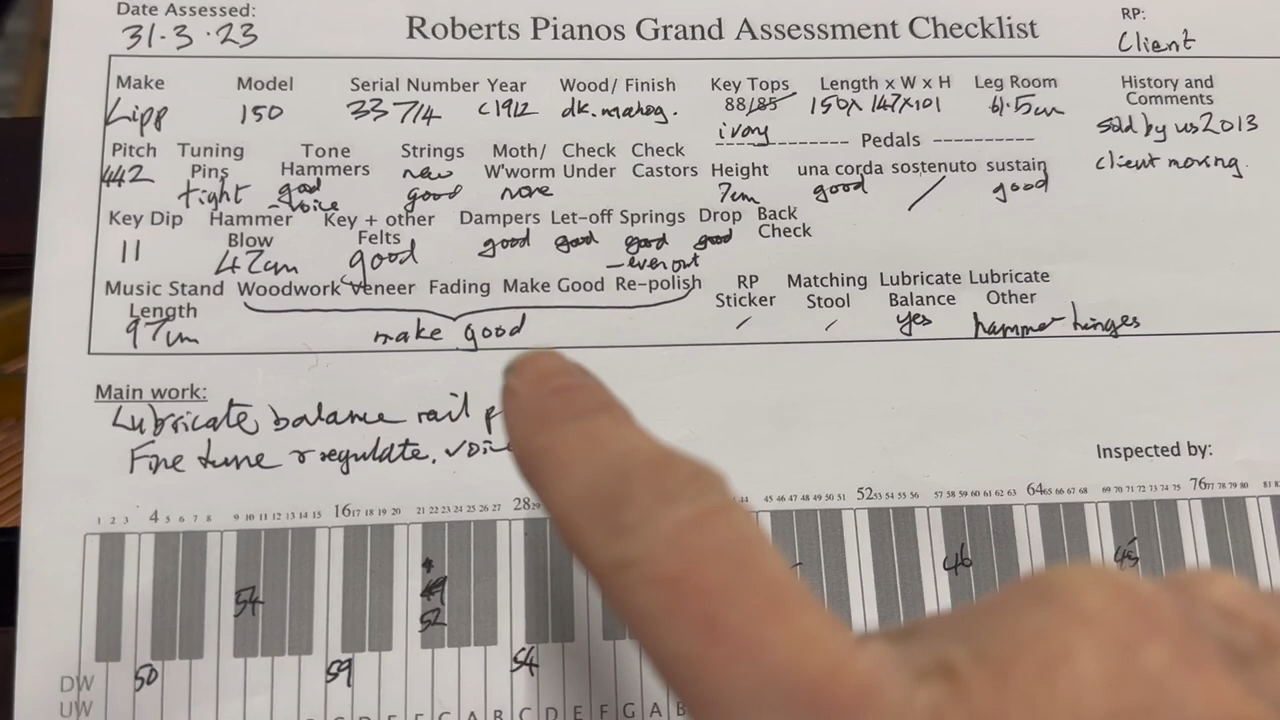 Date Assessed:
31.3.23
Roberts Pianos Grand Assessment Checklist
RP:
Client
Make Model Serial Number Year Wood/ Finish Key Tops Length x W x H Leg Room History and Comments
Lipp 150 33714 c1912 dk.mahog. 88/85 150x147x101 61.5cm Sold by us 2013
ivory
Pedals
client moving.
Pitch Tuning Pins Tone Hammers Strings Moth/ W'worm Check Under Check Castors Height una corda sostenuto sustain
442 tight good - voice new good none 7cm good / good
Key Dip Hammer Blow Key + other Felts Dampers Let-off Springs Drop Back Check
11 42cm good good good good good
- even out
Music Stand Length Woodwork Veneer Fading Make Good Re-polish RP Sticker Matching Stool Lubricate Balance Lubricate Other
97cm make good / / yes hammer hinges
Main work:
Lubricate balance rail
Fine tune & regulate. voice
Inspected by:
1 2 3 4 5 6 7 8 9 10 11 12 13 14 15 16 17 18 19 20 21 22 23 24 25 26 27 28 29 44 45 46 47 48 49 50 51 52 53 54 55 56 57 58 59 60 61 62 63 64 65 66 67 68 69 70 71 72 73 74 75 76 77 78 79 80 81
54 49 52 46 45
50 59 54
DW
UW
C D E F G A B